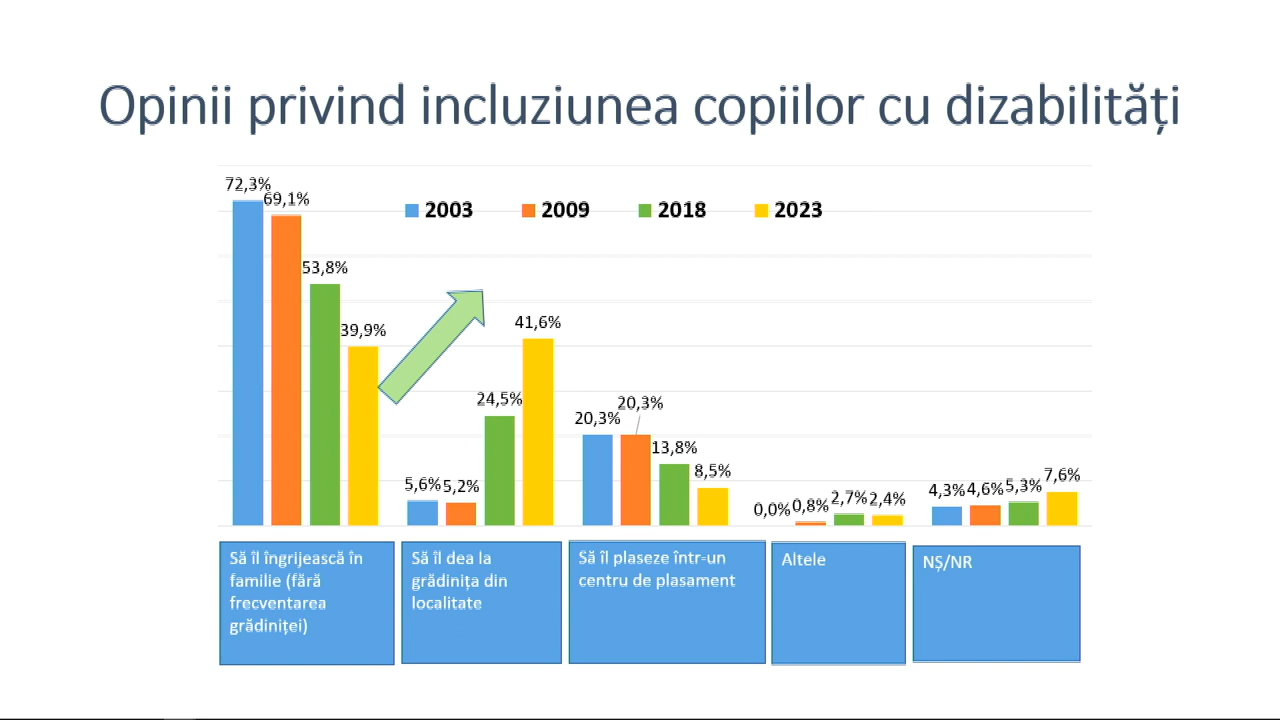 Opinii privind incluziunea copiilor cu dizabilități
2003 2009 2018 2023
72,3% 69,1% 53,8% 39,9%
5,6% 5,2% 24,5% 41,6%
20,3% 20,3% 13,8% 8,5%
0,0% 0,8% 2,7% 2,4%
4,3% 4,6% 5,3% 7,6%
Să îl îngrijească în
familie (fără
frecventarea
grădiniței)
Să îl dea la
grădinița din
localitate
Să îl plaseze într-un
centru de plasament
Altele
NȘ/NR